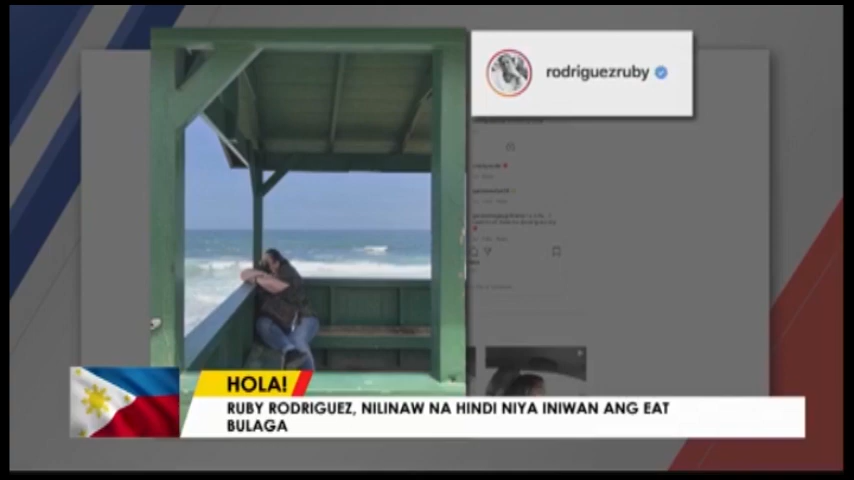 rodriguezruby
HOLA!
RUBY RODRIGUEZ, NILINAW NA HINDI NIYA INIWAN ANG EAT
BULAGA